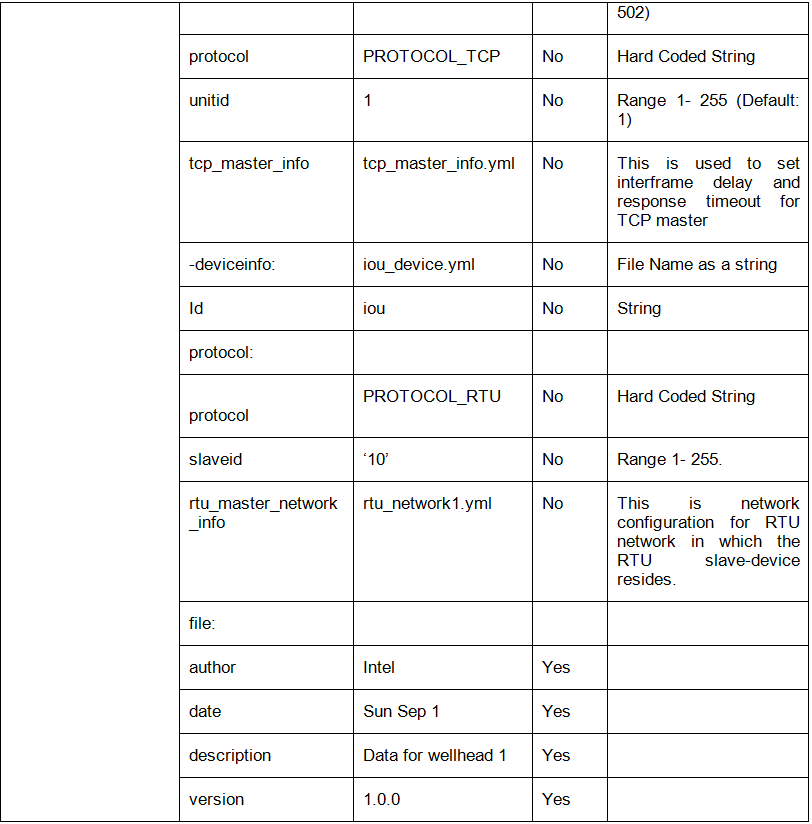 502)
protocol PROTOCOL_TCP No Hard Coded String
unitid 1 No Range 1- 255 (Default:
1)
tcp_master_info tcp_master_info.yml No This is used to set
interframe delay and
response timeout for
TCP master
-deviceinfo: iou_device.yml No File Name as a string
Id iou No String
protocol:
PROTOCOL_RTU No Hard Coded String
protocol
slaveid ‘10’ No Range 1- 255.
rtu_master_network rtu_network1.yml No This is network
_info configuration for RTU
network in which the
RTU slave-device
resides.
file:
author Intel Yes
date Sun Sep 1 Yes
description Data for wellhead 1 Yes
version 1.0.0 Yes